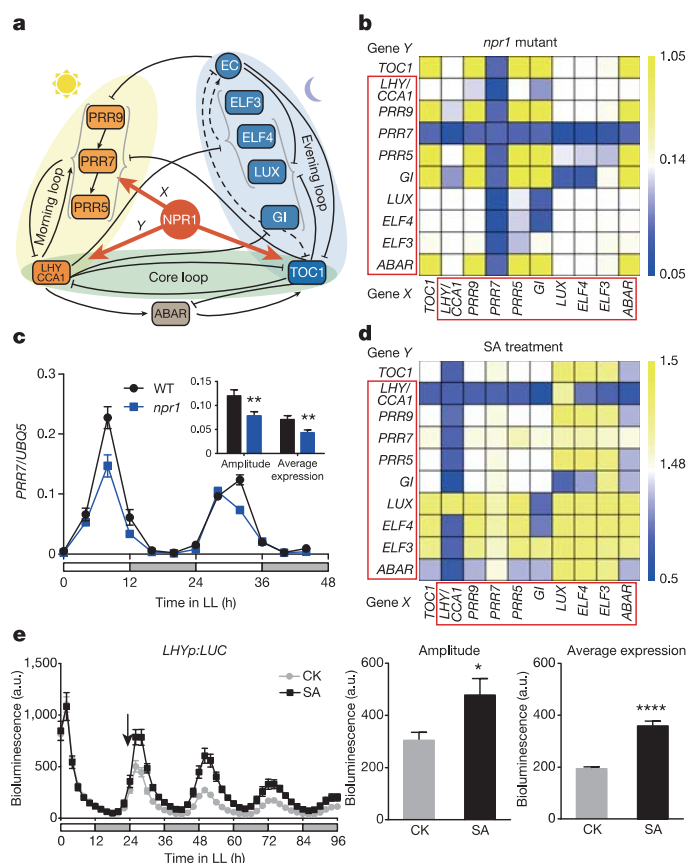 a
EC
ELF3
ELF4
LUX
GI
PRR9
PRR7
PRR5
Morning loop
Evening loop
X
Y
NPR1
LHY
CCA1
Core loop
TOC1
ABAR
b
Gene Y
npr1 mutant
TOC1
LHY/
CCA1
PRR9
PRR7
PRR5
GI
LUX
ELF4
ELF3
ABAR
Gene X
TOC1
LHY/
CCA1
PRR9
PRR7
PRR5
GI
LUX
ELF4
ELF3
ABAR
1.05
0.14
0.05
c
PRR7/UBQ5
0.3
0.2
0.1
0
WT
npr1
0.15
0.10
0.05
0
**
**
Amplitude
Average
expression
0
12
24
36
48
Time in LL (h)
d
Gene Y
SA treatment
TOC1
LHY/
CCA1
PRR9
PRR7
PRR5
GI
LUX
ELF4
ELF3
ABAR
Gene X
TOC1
LHY/
CCA1
PRR9
PRR7
PRR5
GI
LUX
ELF4
ELF3
ABAR
1.5
1.48
0.5
e
LHYp:LUC
Bioluminescence (a.u.)
1,500
1,000
500
0
CK
SA
0
12
24
36
48
60
72
84
96
Time in LL (h)
Amplitude
Bioluminescence (a.u.)
600
400
200
0
*
CK
SA
Average expression
Bioluminescence (a.u.)
600
400
200
0
****
CK
SA